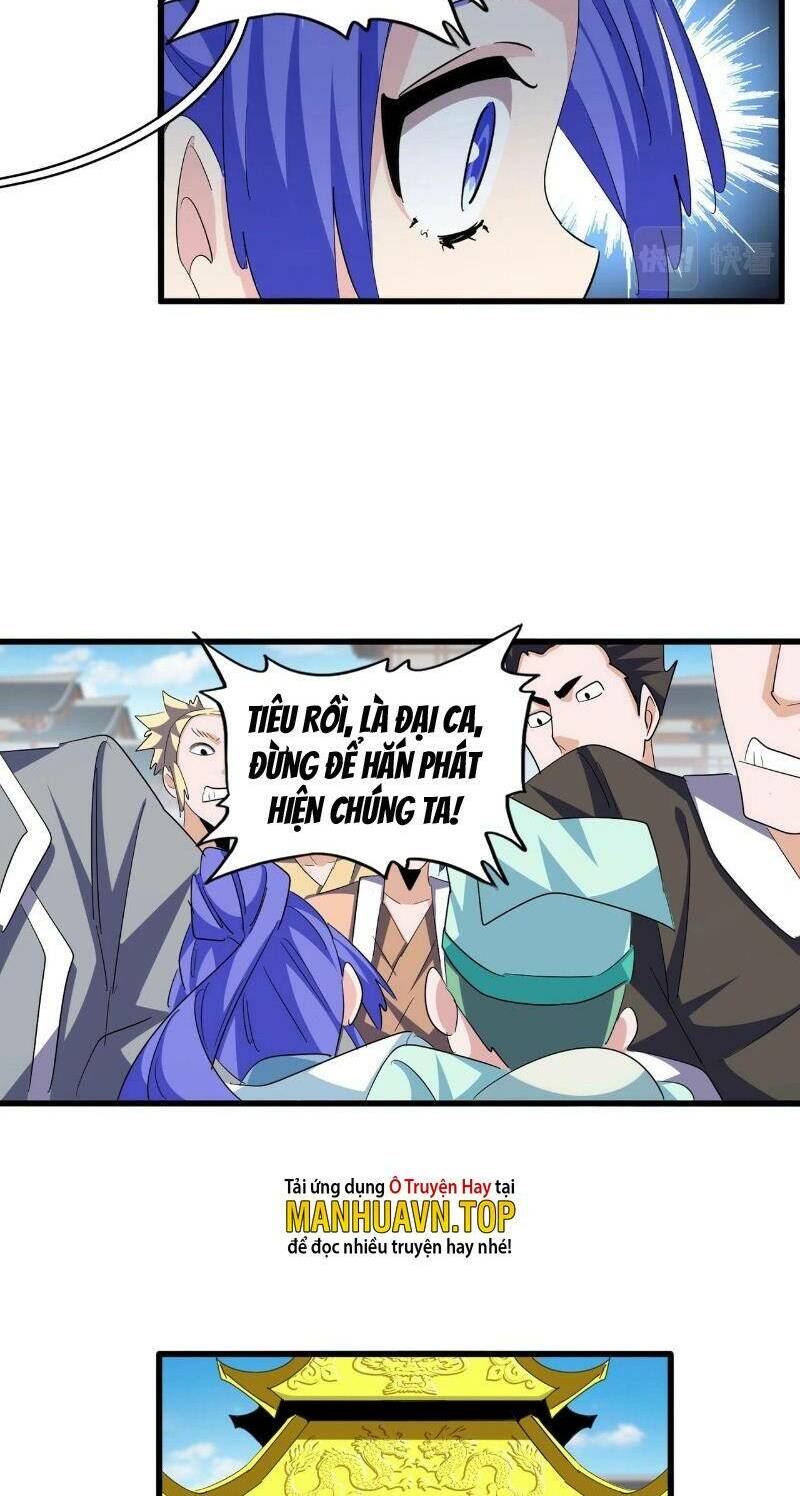 快看
TIÊU RỒI, LÀ ĐẠI CA,
ĐỪNG ĐỂ HẮN PHÁT
HIỆN CHÚNG TA!
Tải ứng dụng Ô Truyện Hay tại
MANHUAVN.TOP
để đọc nhiều truyện hay nhé!